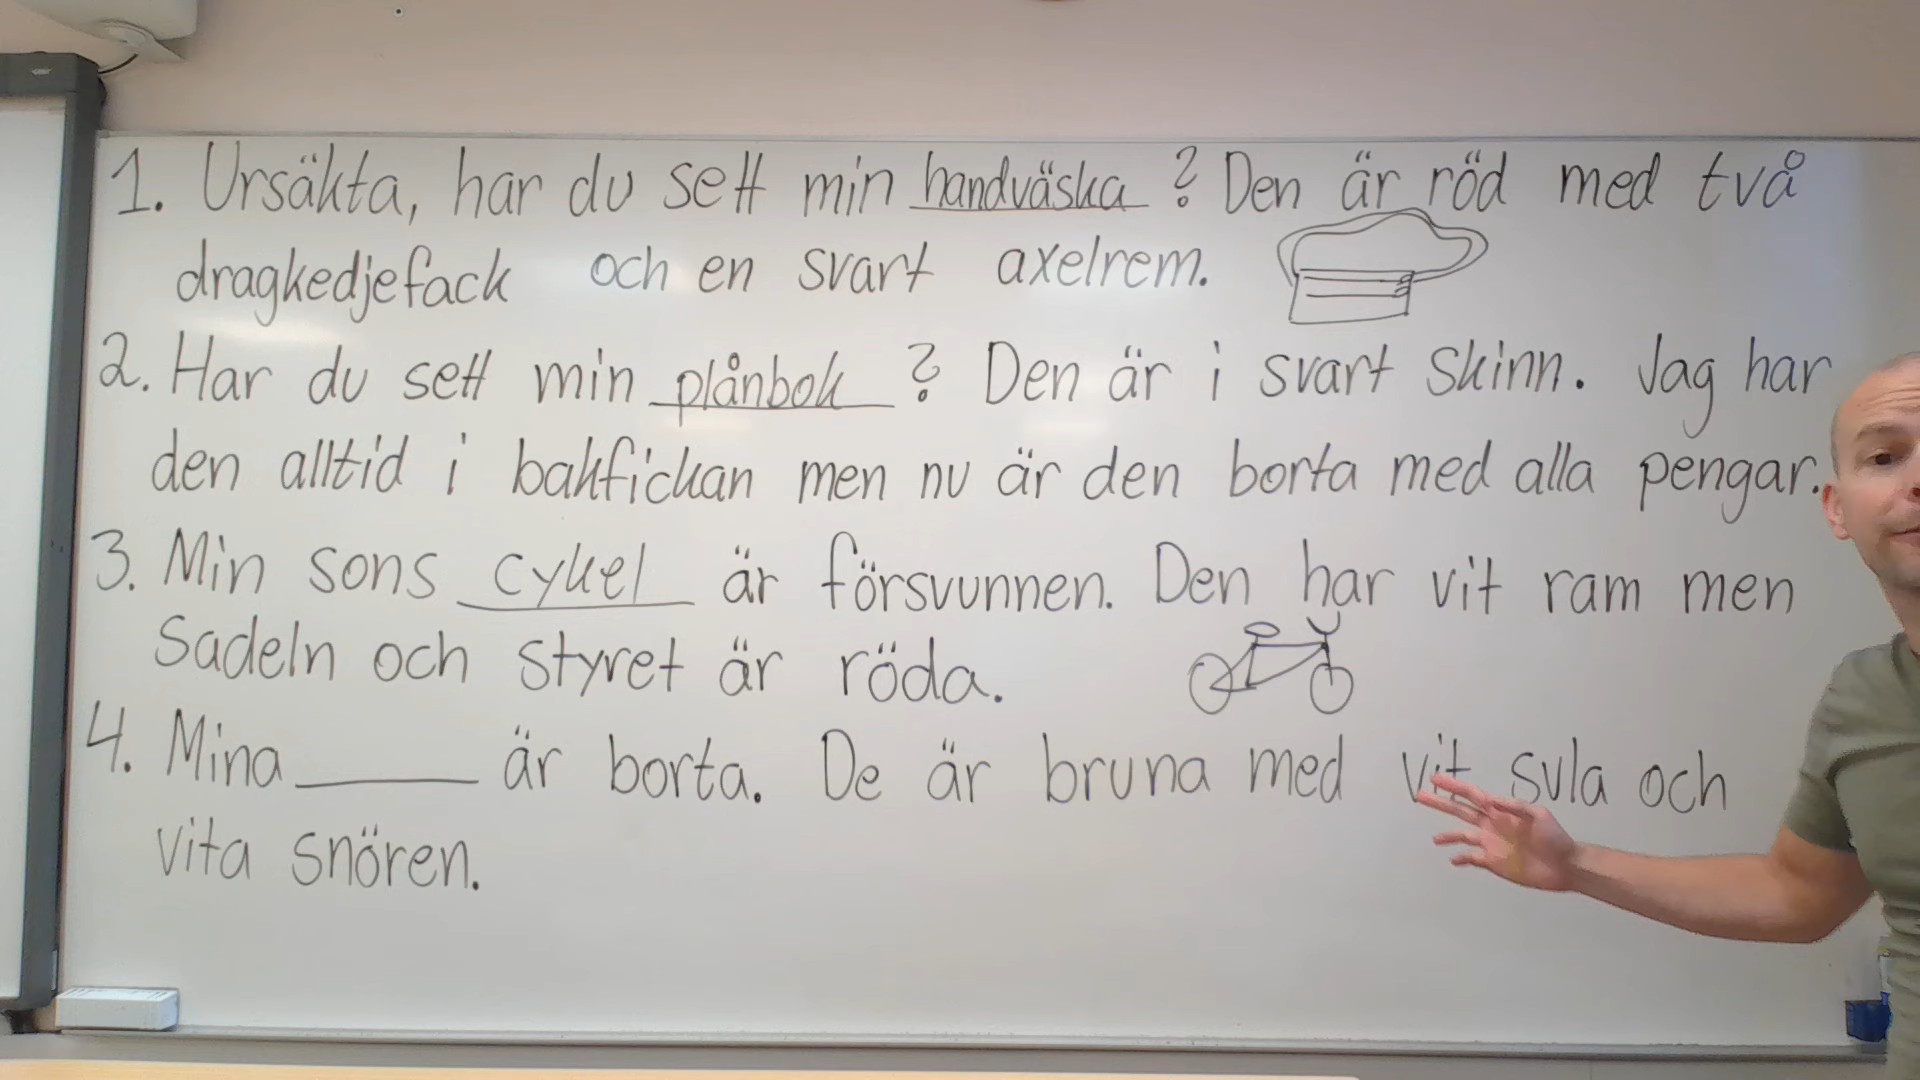 1. Ursäkta, har du sett min handväska? Den är röd med två
dragkedjefack och en svart axelrem.
2. Har du sett min plånbok? Den är i svart skinn. Jag har
den alltid i bakfickan men nu är den borta med alla pengar.
3. Min sons cykel är försvunnen. Den har vit ram men
sadeln och styret är röda.
4. Mina ______ är borta. De är bruna med vit sula och
vita snören.